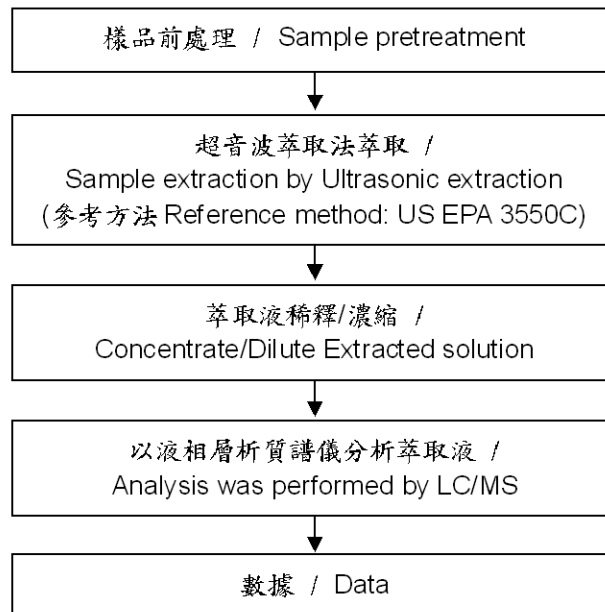 樣品前處理 / Sample pretreatment
超音波萃取法萃取 /
Sample extraction by Ultrasonic extraction
(參考方法 Reference method: US EPA 3550C)
萃取液稀釋/濃縮 /
Concentrate/Dilute Extracted solution
以液相層析質譜儀分析萃取液 /
Analysis was performed by LC/MS
數據 / Data